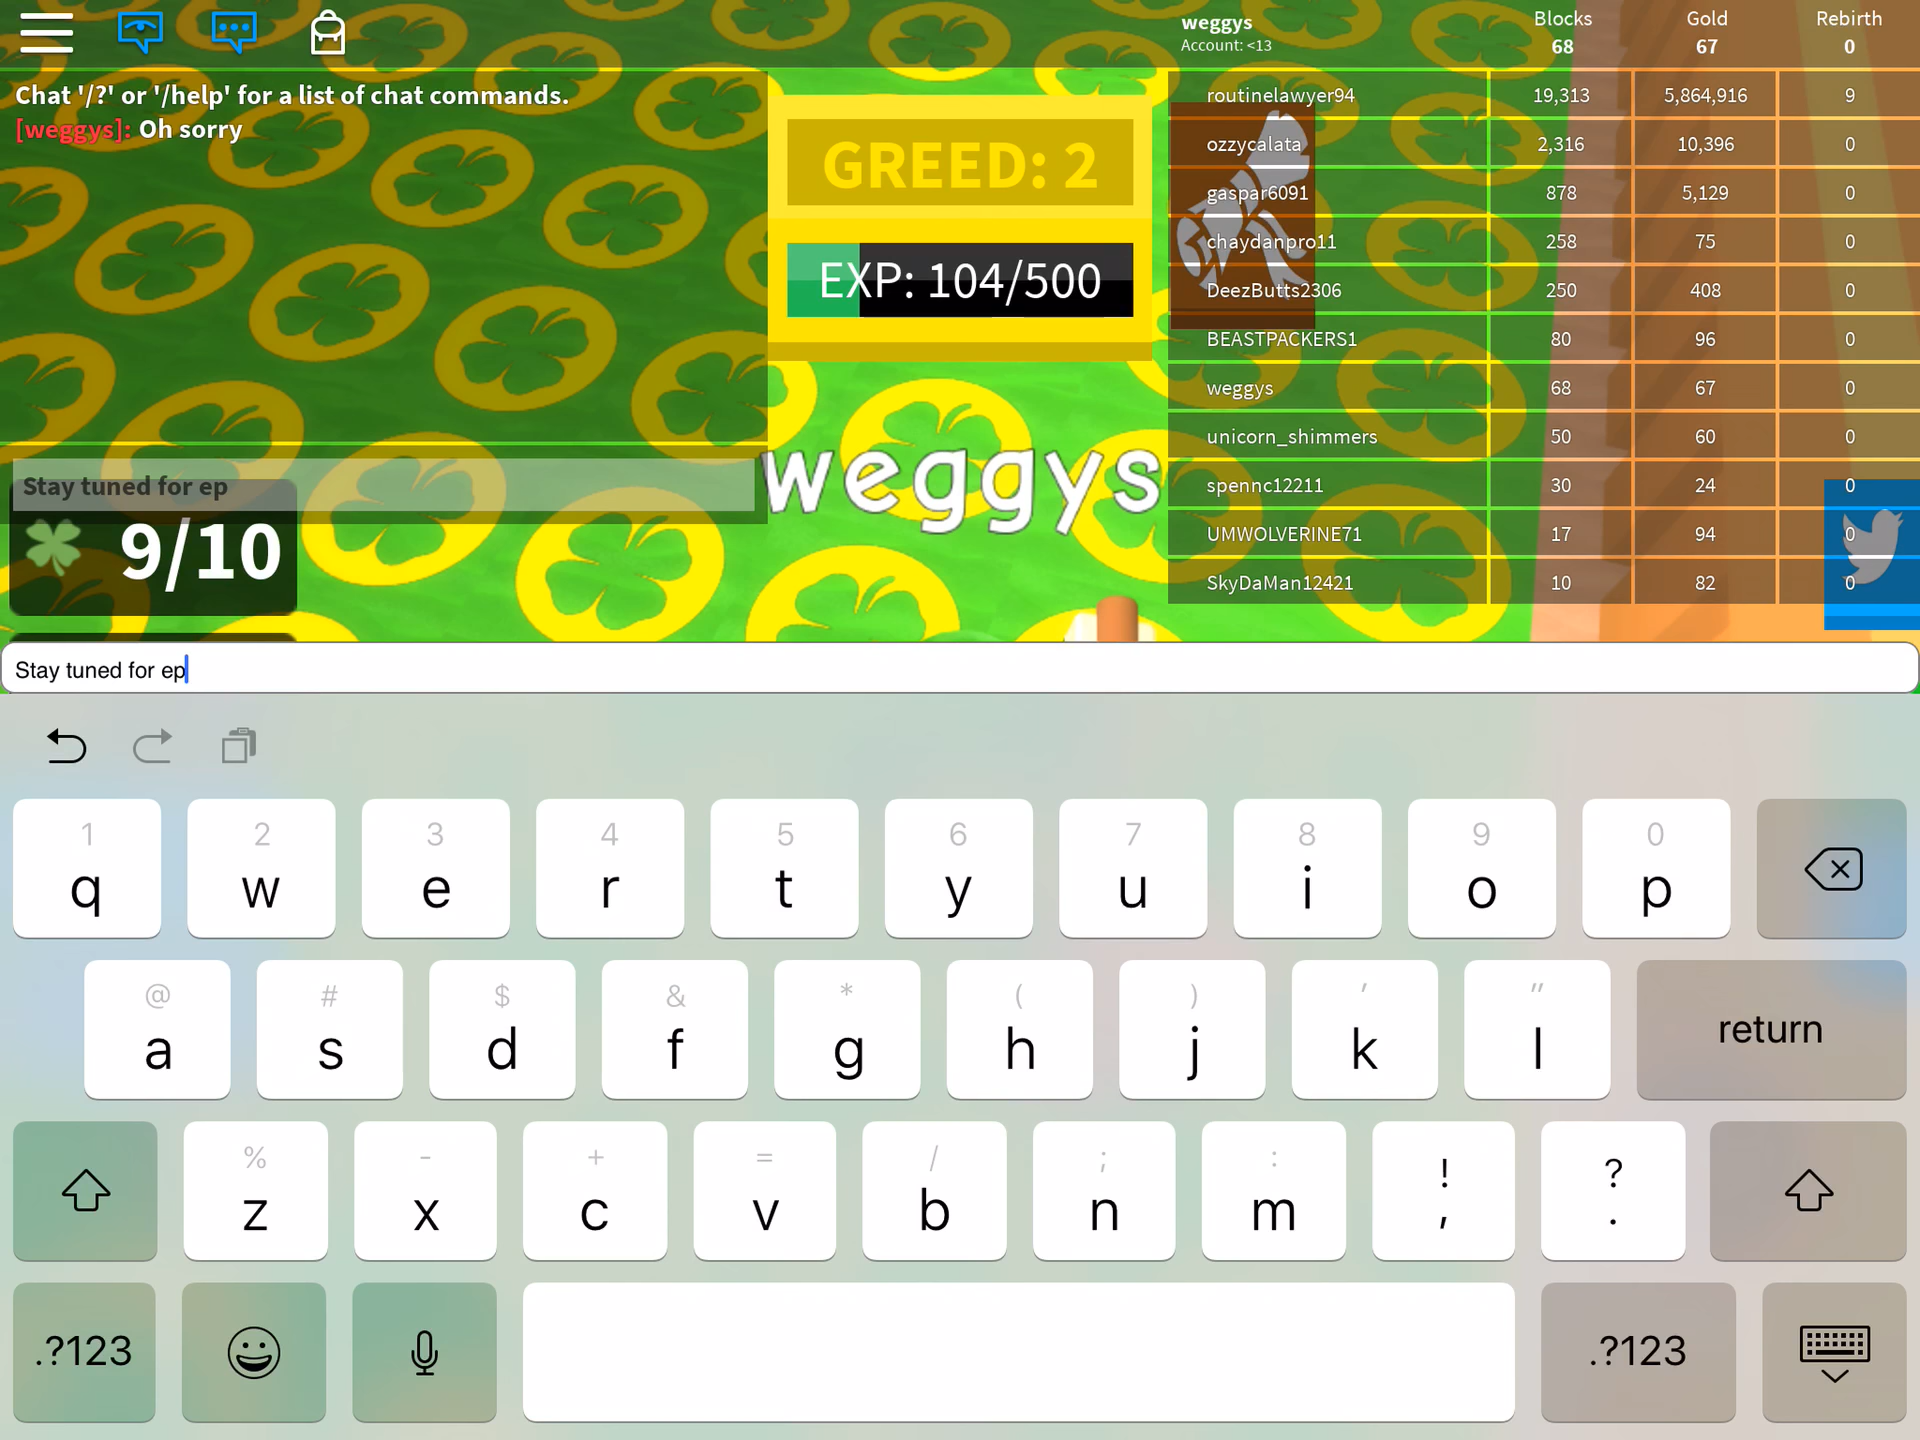 weggys
Account: <13
Blocks
68
Gold
67
Rebirth
0
Chat '/?' or '/help' for a list of chat commands.
[weggys]: Oh sorry
GREED: 2
EXP: 104/500
routinelawyer94 19,313 5,864,916 9
ozzycalata 2,316 10,396 0
gaspar6091 878 5,129 0
chaydanpro11 258 75 0
DeezButts2306 250 408 0
BEASTPACKERS1 80 96 0
weggys 68 67 0
unicorn_shimmers 50 60 0
spennc12211 30 24 0
UMWOLVERINE71 17 94 0
SkyDaMan12421 10 82 0
weggys
Stay tuned for ep
9/10
Stay tuned for ep
1 2 3 4 5 6 7 8 9 0
q w e r t y u i o p
@ # $ & * ( ) ' "
a s d f g h j k l return
% - + = / ; : ! ?
z x c v b n m , .
.?123 .?123